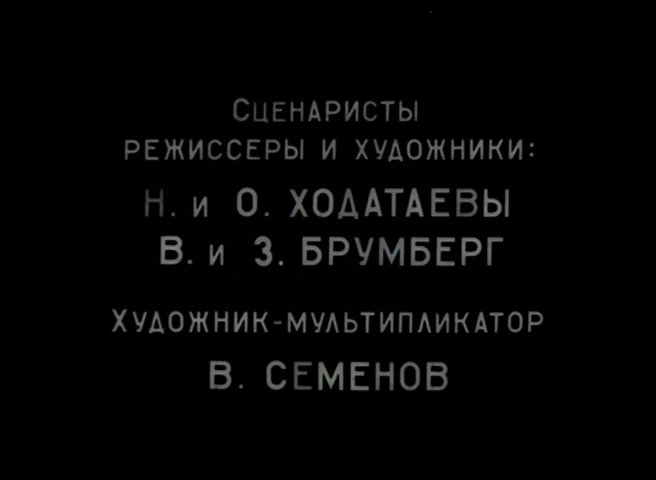 Сценаристы
режиссеры и художники:
Н. и О. ХОДАТАЕВЫ
В. и З. БРУМБЕРГ
Художник-мультипликатор
В. СЕМЕНОВ